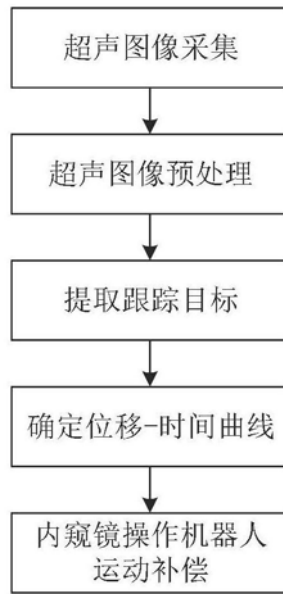 超声图像采集
超声图像预处理
提取跟踪目标
确定位移-时间曲线
内窥镜操作机器人
运动补偿